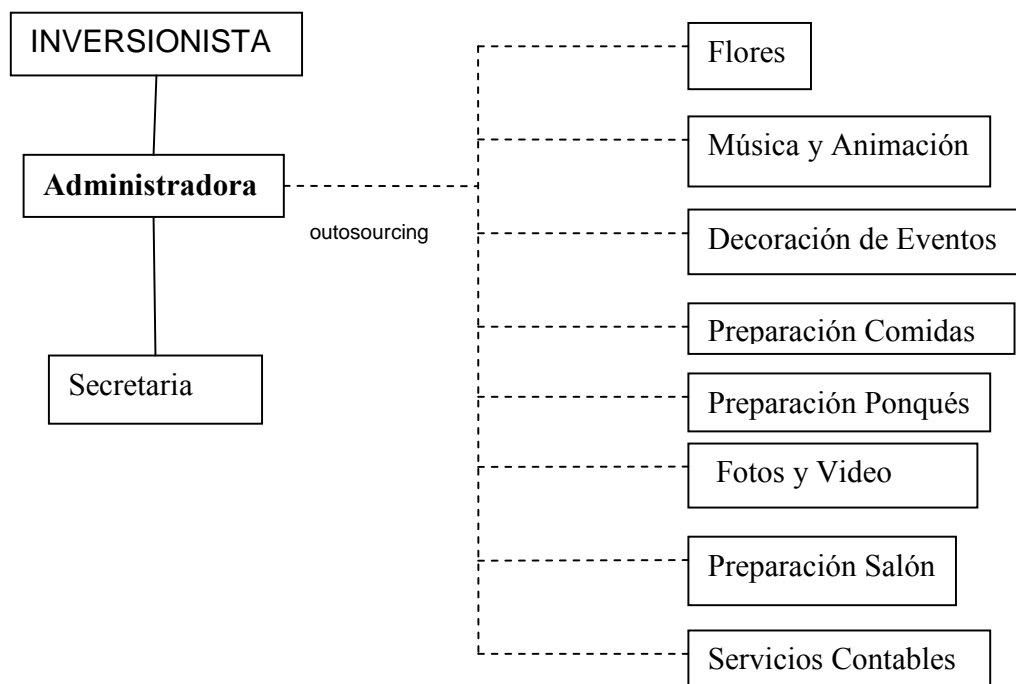 INVERSIONISTA
Administradora
Secretaria
outosourcing
Flores
Música y Animación
Decoración de Eventos
Preparación Comidas
Preparación Ponqués
Fotos y Video
Preparación Salón
Servicios Contables